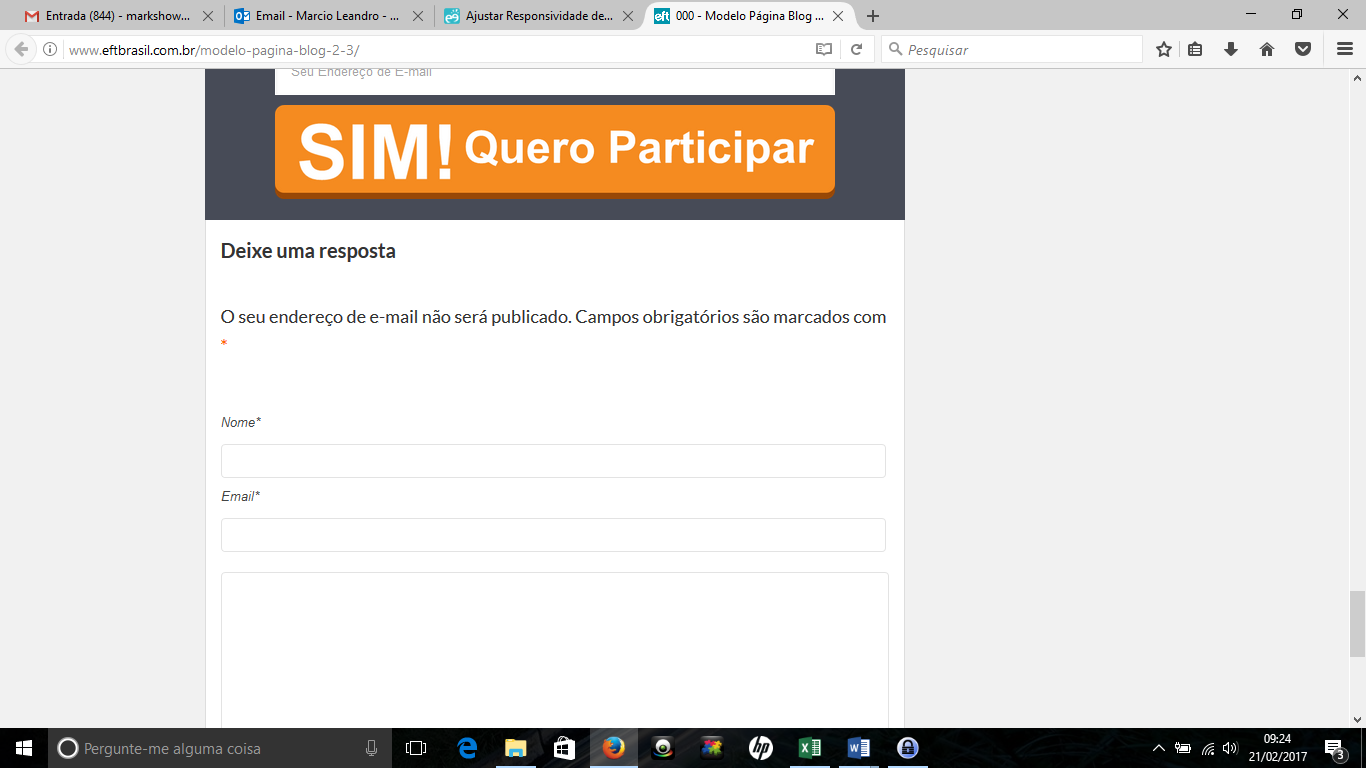 Entrada (844) - markshow...
Email - Marcio Leandro - ...
Ajustar Responsividade de...
000 - Modelo Página Blog ...
www.eftbrasil.com.br/modelo-pagina-blog-2-3/
Pesquisar
Seu Endereço de E-mail
SIM! Quero Participar
Deixe uma resposta
O seu endereço de e-mail não será publicado. Campos obrigatórios são marcados com
*
Nome*
Email*
Pergunte-me alguma coisa
09:24
21/02/2017
3